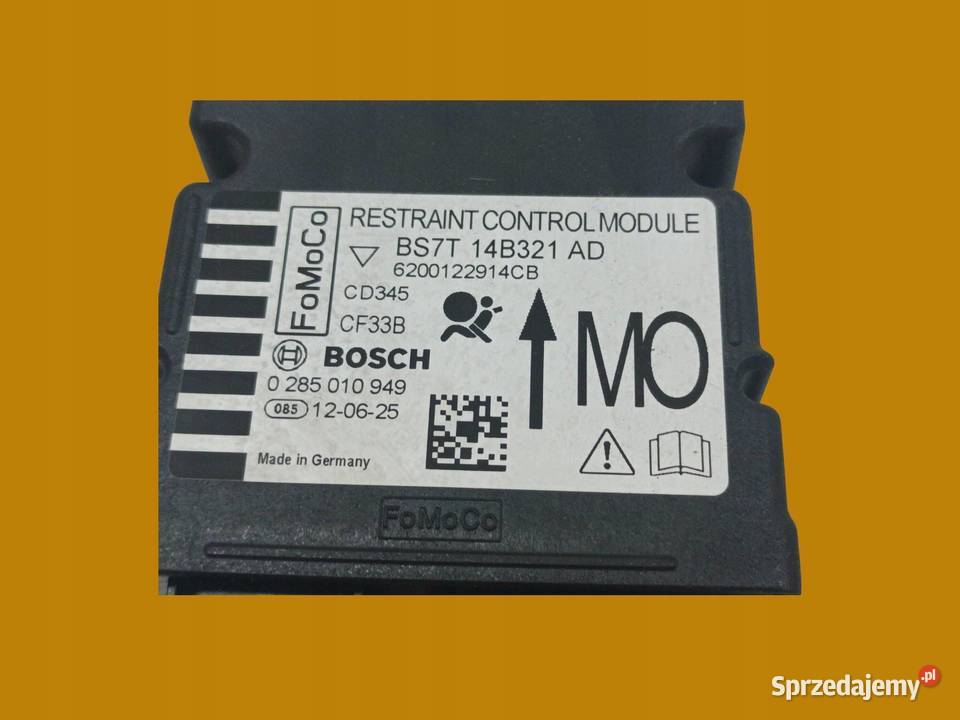 RESTRAINT CONTROL MODULE
FoMoCo
BS7T 14B321 AD
6200122914CB
CD345
CF33B
MO
BOSCH
0 285 010 949
085 12-06-25
Made in Germany
FoMoCo
Sprzedajemy.pl